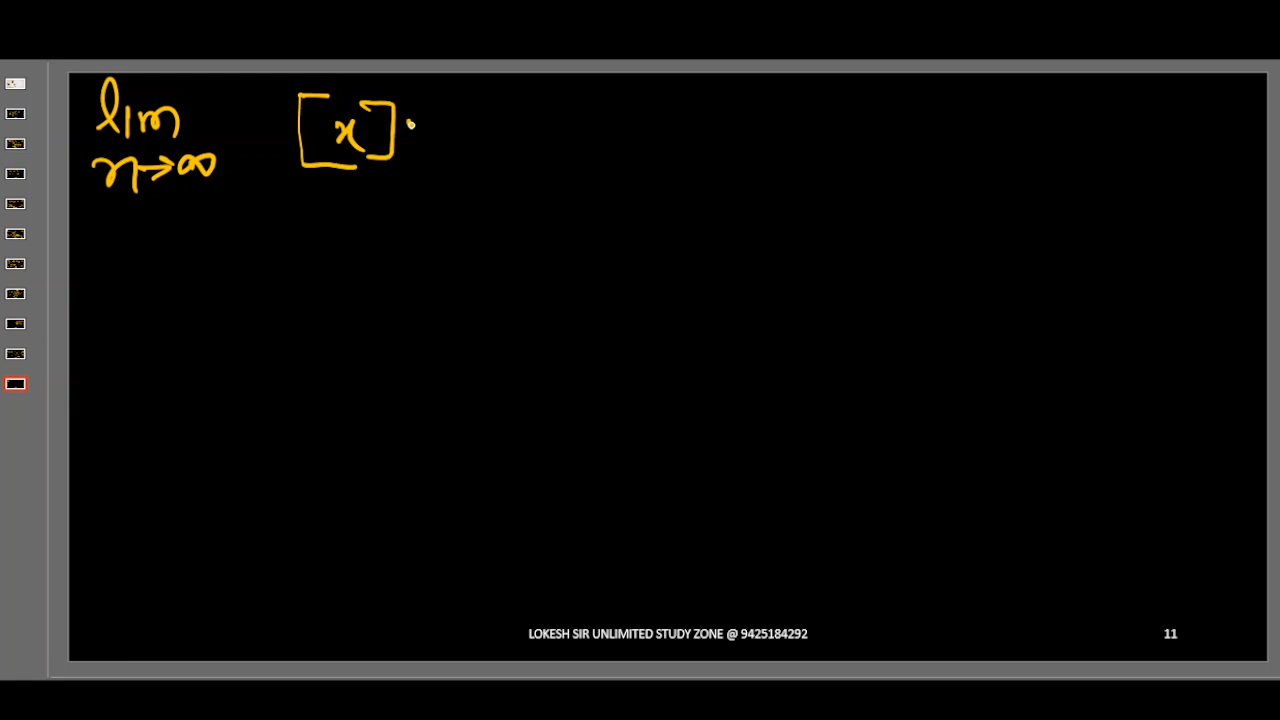 lim [x]
n→∞
LOKESH SIR UNLIMITED STUDY ZONE @ 9425184292 11